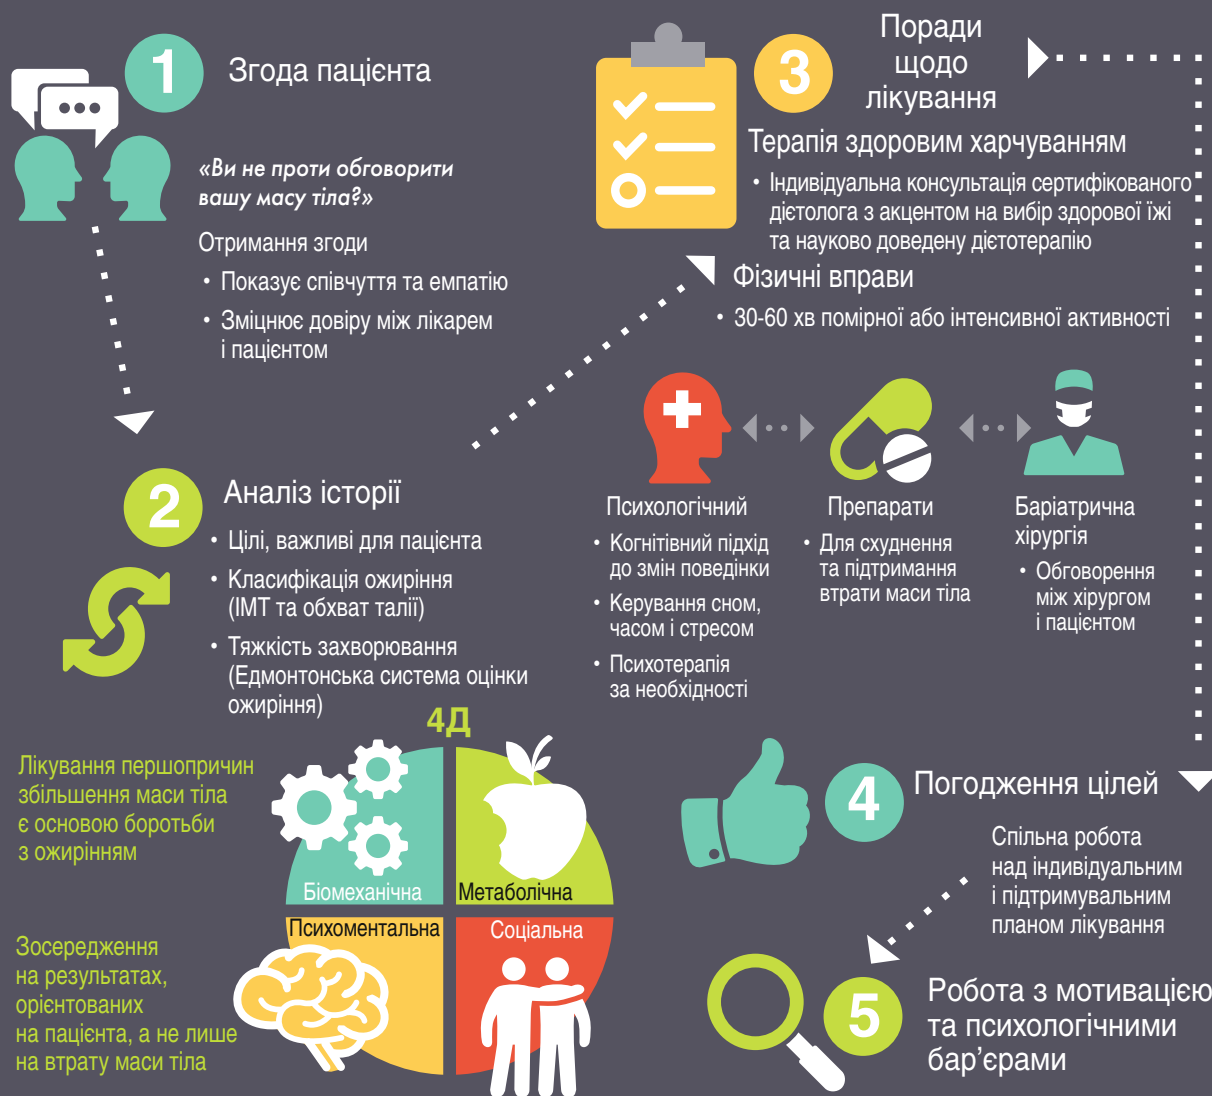 1
Згода пацієнта
«Ви не проти обговорити
вашу масу тіла?»
Отримання згоди
• Показує співчуття та емпатію
• Зміцнює довіру між лікарем
і пацієнтом
2
Аналіз історії
• Цілі, важливі для пацієнта
• Класифікація ожиріння
(ІМТ та обхват талії)
• Тяжкість захворювання
(Едмонтонська система оцінки
ожиріння)
4Д
Лікування першопричин
збільшення маси тіла
є основою боротьби
з ожирінням
Біомеханічна
Метаболічна
Психоментальна
Соціальна
Зосередження
на результатах,
орієнтованих
на пацієнта, а не лише
на втрату маси тіла
3
Поради
щодо
лікування
Терапія здоровим харчуванням
• Індивідуальна консультація сертифікованого
дієтолога з акцентом на вибір здорової їжі
та науково доведену дієтотерапію
Фізичні вправи
• 30-60 хв помірної або інтенсивної активності
Психологічний
• Когнітівний підхід
до змін поведінки
• Керування сном,
часом і стресом
• Психотерапія
за необхідності
Препарати
• Для схуднення
та підтримання
втрати маси тіла
Баріатрична
хірургія
• Обговорення
між хірургом
і пацієнтом
4
Погодження цілей
Спільна робота
над індивідуальним
і підтримувальним
планом лікування
5
Робота з мотивацією
та психологічними
бар’єрами